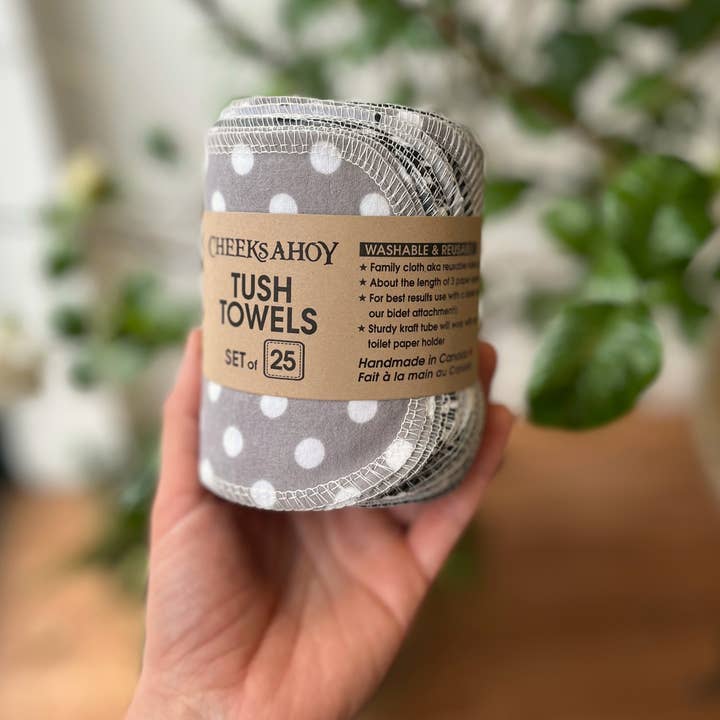 CHEEKS AHOY
TUSH
TOWELS
SET of 25
WASHABLE & REUSABLE
★ Family cloth aka reusable
★ About the length of 3 paper
★ For best results use with a
our bidet attachment)
★ Sturdy kraft tube will
toilet paper holder
Handmade in Canada
Fait à la main au Canada